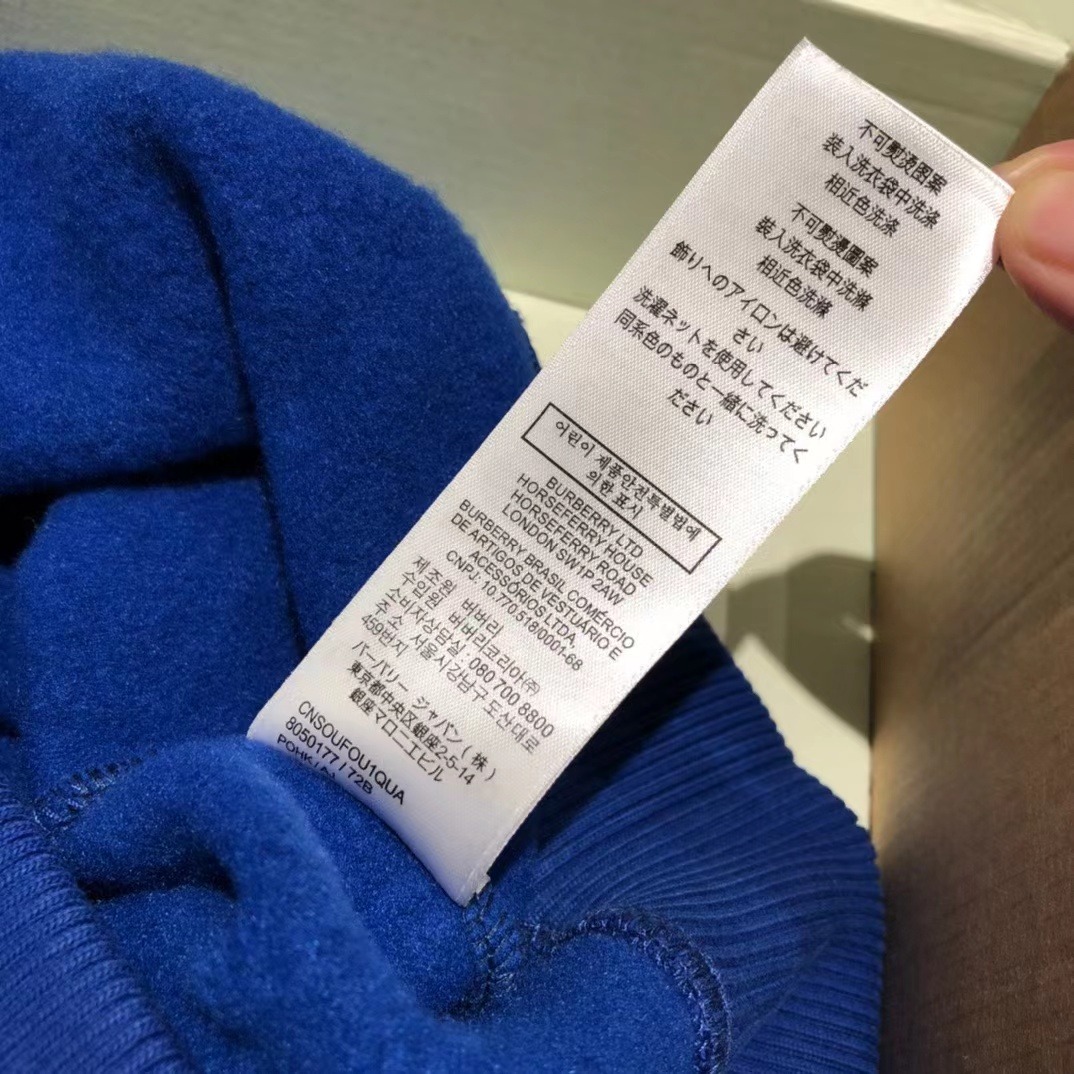 不可熨烫图案
装入洗衣袋中洗涤
相近色洗涤
不可熨燙圖案
裝入洗衣袋中洗滌
相近色洗滌
飾りへのアイロンは避けてくだ
さい
洗濯ネットを使用してください
同系色のものと一緒に洗ってく
ださい
어린이 제품안전특별법에
의한 표시
BURBERRY LTD
HORSEFERRY HOUSE
HORSEFERRY ROAD
LONDON SW1P 2AW
BURBERRY BRASIL COMÉRCIO
DE ARTIGOS DE VESTUÁRIO E
ACESSÓRIOS LTDA,
CNPJ: 10.770.518/0001-68
제조원 버버리
수입원 버버리코리아㈜
소비자상담실 : 080 700 8800
주소 서울시강남구 도산대로
459번지
バーバリー ジャパン ( 株 )
東京都中央区銀座2-5-14
銀座マロニエビル
CNSOUFOU1QUA
8050177 / 72B